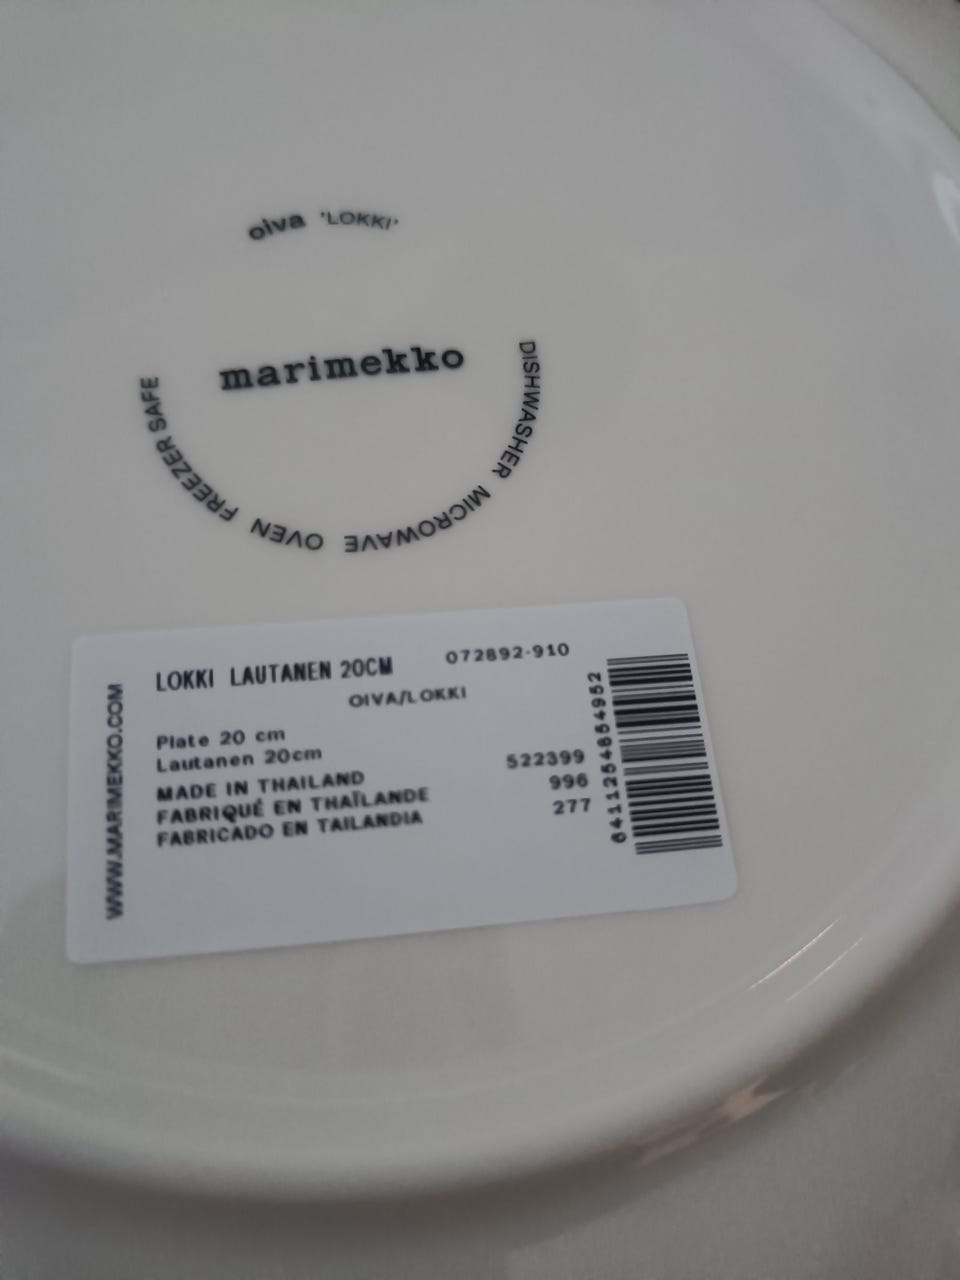 oiva 'LOKKI'
marimekko
DISHWASHER MICROWAVE OVEN FREEZER SAFE
LOKKI LAUTANEN 20CM 072892-910
OIVA/LOKKI
Plate 20 cm
Lautanen 20cm 522399
MADE IN THAILAND 996
FABRIQUÉ EN THAÏLANDE 277
FABRICADO EN TAILANDIA
WWW.MARIMEKKO.COM
6411254654952